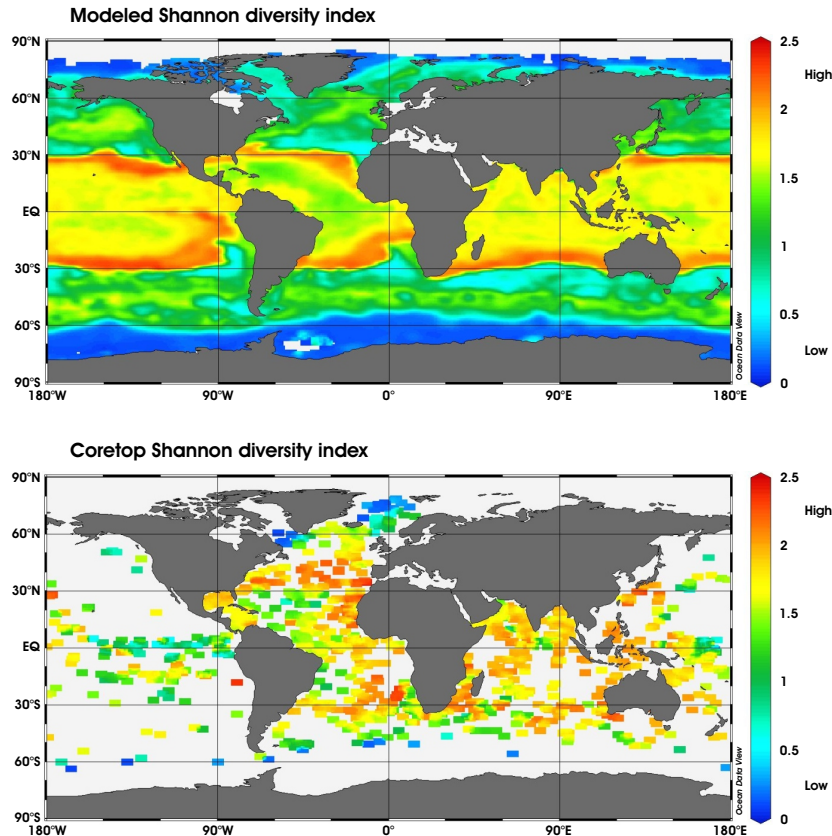 Modeled Shannon diversity index
90°N
60°N
30°N
EQ
30°S
60°S
90°S
180°W 90°W 0° 90°E 180°E
2.5
2
1.5
1
0.5
0
High
Low
Ocean Data View
Coretop Shannon diversity index
90°N
60°N
30°N
EQ
30°S
60°S
90°S
180°W 90°W 0° 90°E 180°E
2.5
2
1.5
1
0.5
0
High
Low
Ocean Data View